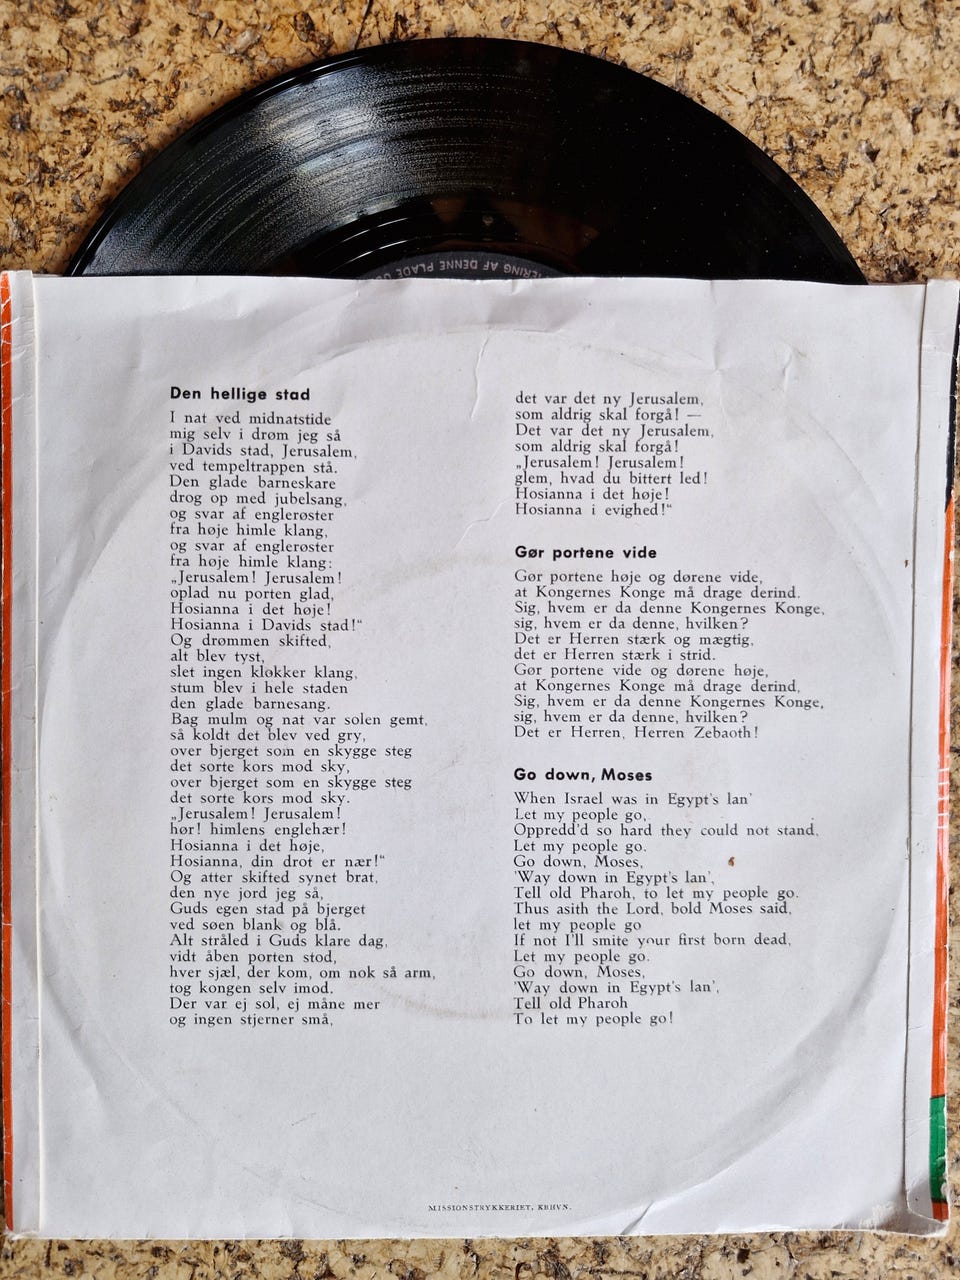 ERING AF DENNE PLADE
Den hellige stad
I nat ved midnatstide
mig selv i drøm jeg så
i Davids stad, Jerusalem,
ved tempeltrappen stå.
Den glade barneskare
drog op med jubelsang,
og svar af englerøster
fra høje himle klang,
og svar af englerøster
fra høje himle klang:
„Jerusalem! Jerusalem!
oplad nu porten glad,
Hosianna i det høje!
Hosianna i Davids stad!“
Og drømmen skifted,
alt blev tyst,
slet ingen klokker klang,
stum blev i hele staden
den glade barnesang.
Bag mulm og nat var solen gemt,
så koldt det blev ved gry,
over bjerget som en skygge steg
det sorte kors mod sky,
over bjerget som en skygge steg
det sorte kors mod sky.
„Jerusalem! Jerusalem!
hør! himlens englehær!
Hosianna i det høje,
Hosianna, din drot er nær!“
Og atter skifted synet brat,
den nye jord jeg så,
Guds egen stad på bjerget
ved søen blank og blå.
Alt stråled i Guds klare dag,
vidt åben porten stod,
hver sjæl, der kom, om nok så arm,
tog kongen selv imod.
Der var ej sol, ej måne mer
og ingen stjerner små,
det var det ny Jerusalem,
som aldrig skal forgå! —
Det var det ny Jerusalem,
som aldrig skal forgå!
„Jerusalem! Jerusalem!
glem, hvad du bittert led!
Hosianna i det høje!
Hosianna i evighed!“
Gør portene vide
Gør portene høje og dørene vide,
at Kongernes Konge må drage derind.
Sig, hvem er da denne Kongernes Konge,
sig, hvem er da denne, hvilken?
Det er Herren stærk og mægtig,
det er Herren stærk i strid.
Gør portene vide og dørene høje,
at Kongernes Konge må drage derind,
Sig, hvem er da denne Kongernes Konge,
sig, hvem er da denne, hvilken?
Det er Herren, Herren Zebaoth!
Go down, Moses
When Israel was in Egypt's lan'
Let my people go,
Oppredd'd so hard they could not stand,
Let my people go.
Go down, Moses,
'Way down in Egypt's lan',
Tell old Pharoh, to let my people go.
Thus asith the Lord, bold Moses said,
let my people go
If not I'll smite your first born dead,
Let my people go.
Go down, Moses,
'Way down in Egypt's lan',
Tell old Pharoh
To let my people go!
MISSIONSTRYKKERIET, KBHVN.